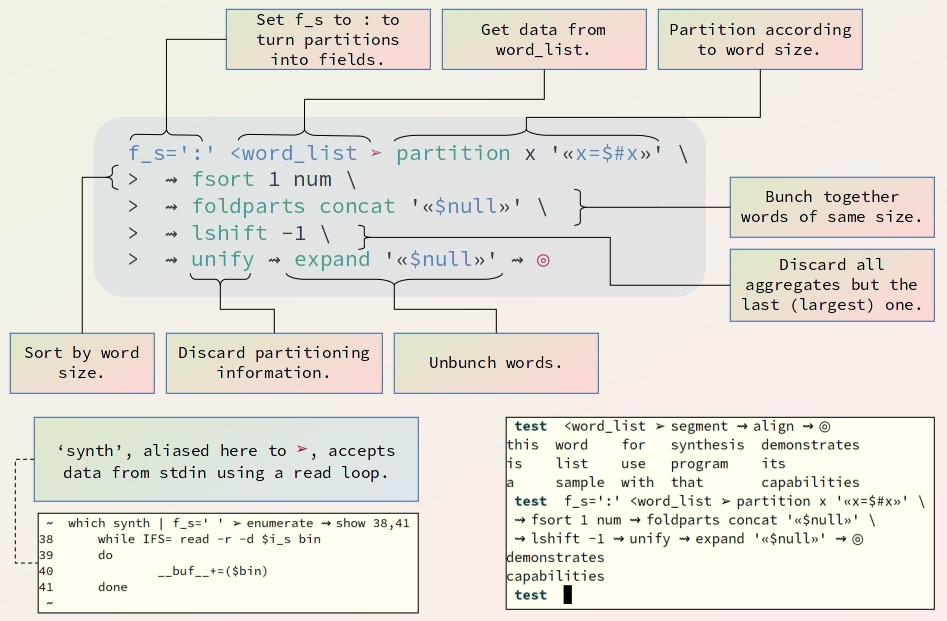 Set f_s to : to
turn partitions
into fields.
Get data from
word_list.
Partition according
to word size.
f_s=':' <word_list ➢ partition x '«x=$#x»' \
> ⇝ fsort 1 num \
> ⇝ foldparts concat '«$null»' \
> ⇝ lshift -1 \
> ⇝ unify ⇝ expand '«$null»' ⇝ ◎
Bunch together
words of same size.
Discard all
aggregates but the
last (largest) one.
Sort by word
size.
Discard partitioning
information.
Unbunch words.
‘synth’, aliased here to ➢, accepts
data from stdin using a read loop.
~ which synth | f_s=' ' ➢ enumerate ⇝ show 38,41
38 while IFS= read -r -d $i_s bin
39 do
40 __buf__+=($bin)
41 done
~
test <word_list ➢ segment ⇝ align ⇝ ◎
this word for synthesis demonstrates
is list use program its
a sample with that capabilities
test f_s=':' <word_list ➢ partition x '«x=$#x»' \
⇝ fsort 1 num ⇝ foldparts concat '«$null»' \
⇝ lshift -1 ⇝ unify ⇝ expand '«$null»' ⇝ ◎
demonstrates
capabilities
test